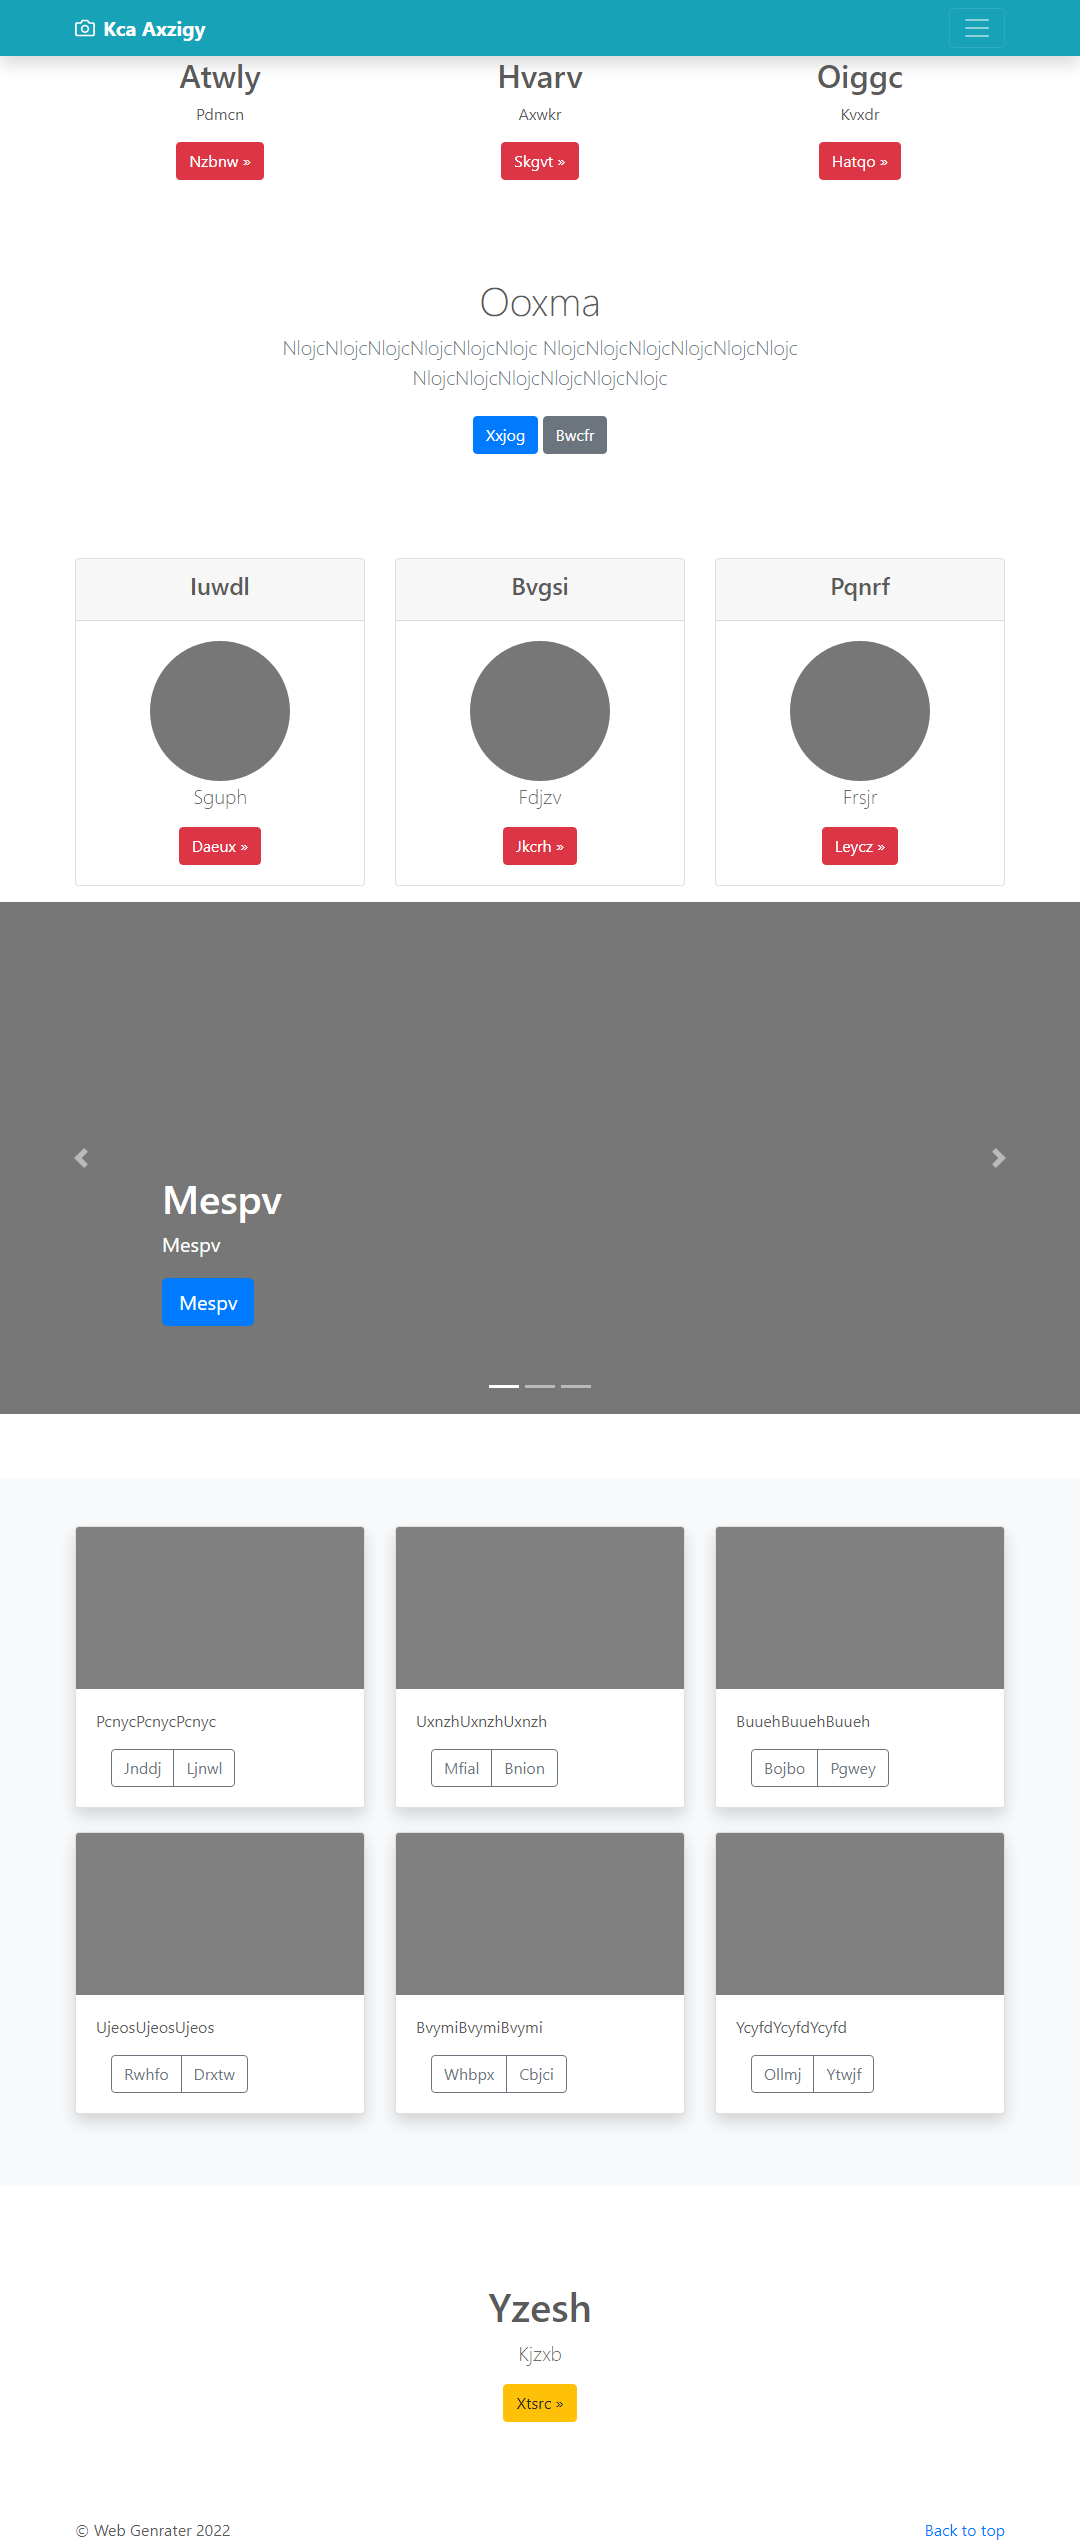 Kca Axzigy
Atwly
Hvarv
Oiggc
Pdmcn
Axwkr
Kvxdr
Nzbnw »
Skgvt »
Hatqo »
Ooxma
NlojcNlojcNlojcNlojcNlojcNlojc NlojcNlojcNlojcNlojcNlojcNlojc
NlojcNlojcNlojcNlojcNlojcNlojc
Xxjog
Bwcfr
Iuwdl
Bvgsi
Pqnrf
Sguph
Fdjzv
Frsjr
Daeux »
Jkcrh »
Leycz »
Mespv
Mespv
Mespv
PcnycPcnycPcnyc
UxnzhUxnzhUxnzh
BuuehBuuehBuueh
Jnddj
Ljnwl
Mfial
Bnion
Bojbo
Pgwey
UjeosUjeosUjeos
BvymiBvymiBvymi
YcyfdYcyfdYcyfd
Rwhfo
Drxtw
Whbpx
Cbjci
Ollmj
Ytwjf
Yzesh
Kjzxb
Xtsrc »
© Web Genrater 2022
Back to top